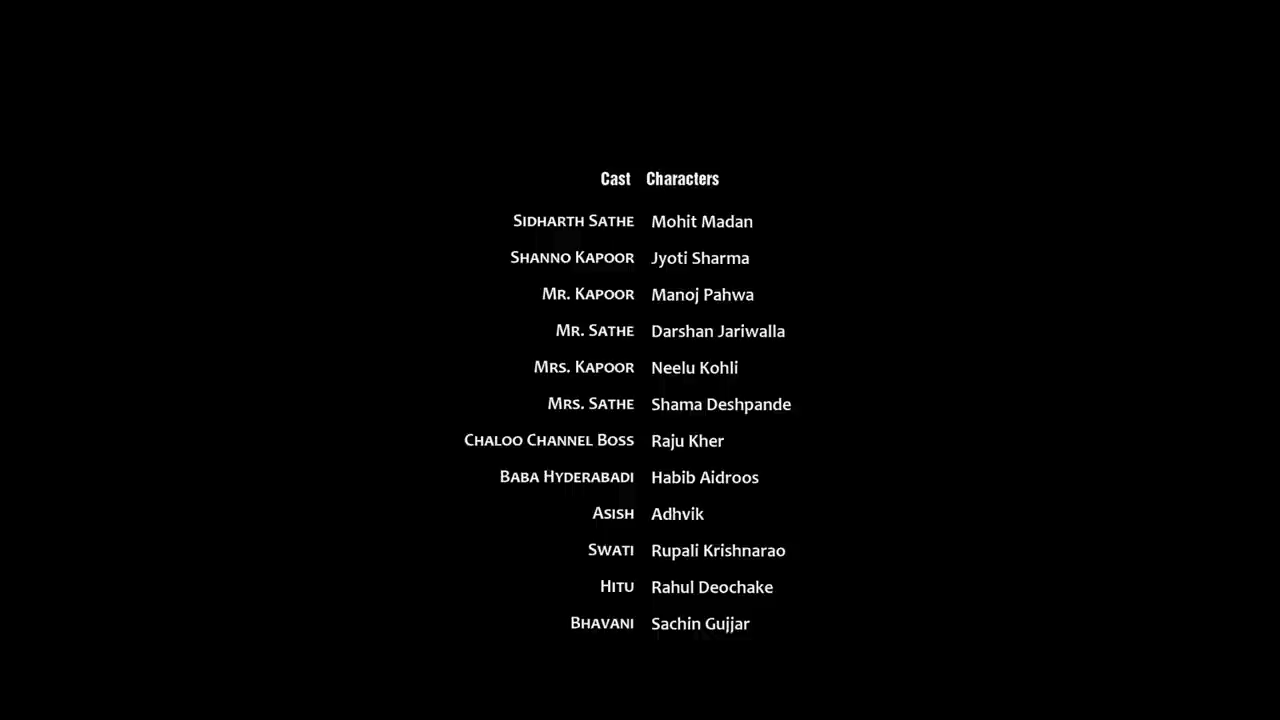 Cast Characters
Sidharth Sathe Mohit Madan
Shanno Kapoor Jyoti Sharma
Mr. Kapoor Manoj Pahwa
Mr. Sathe Darshan Jariwalla
Mrs. Kapoor Neelu Kohli
Mrs. Sathe Shama Deshpande
Chaloo Channel Boss Raju Kher
Baba Hyderabadi Habib Aidroos
Asish Adhvik
Swati Rupali Krishnarao
Hitu Rahul Deochake
Bhavani Sachin Gujjar